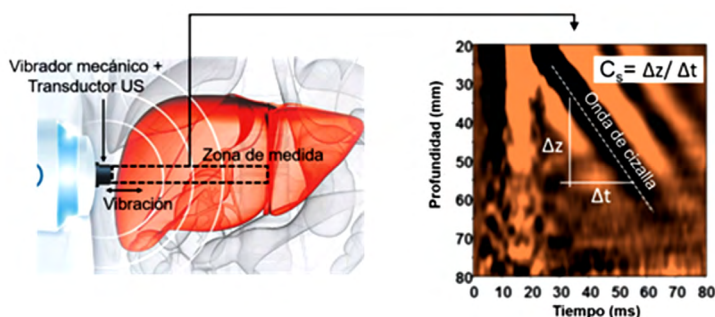 Vibrador mecánico +
Transductor US
Zona de medida
Vibración
Profundidad (mm)
20
30
40
50
60
70
80
Cs= Δz/ Δt
Onda de cizalla
Δz
Δt
0 10 20 30 40 50 60 70 80
Tiempo (ms)